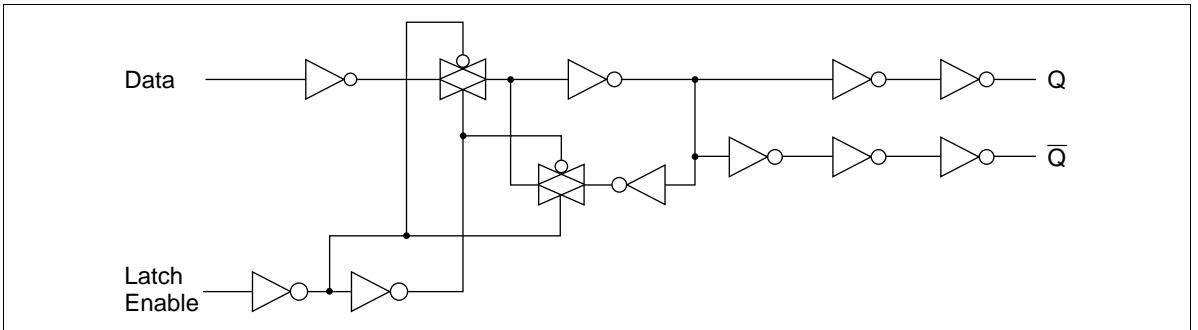 Data
Q
Q̅
Latch
Enable